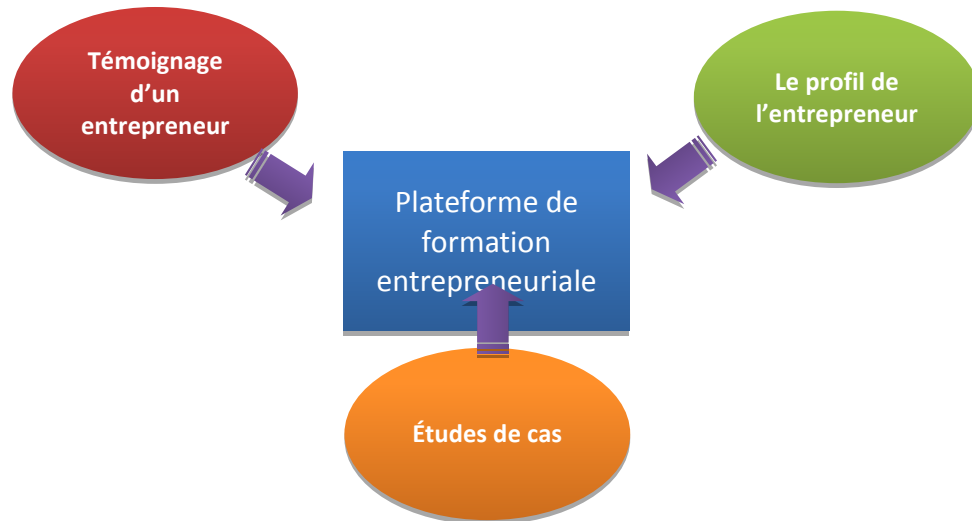 Témoignage
d’un
entrepreneur
Le profil de
l’entrepreneur
Plateforme de
formation
entrepreneuriale
Études de cas